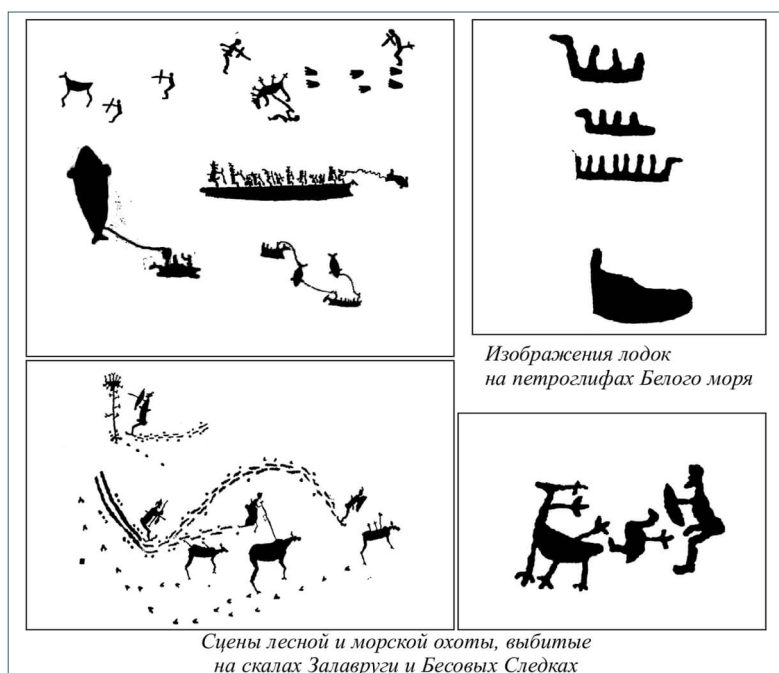 Изображения лодок
на петроглифах Белого моря
Сцены лесной и морской охоты, выбитые
на скалах Залавруги и Бесовых Следках